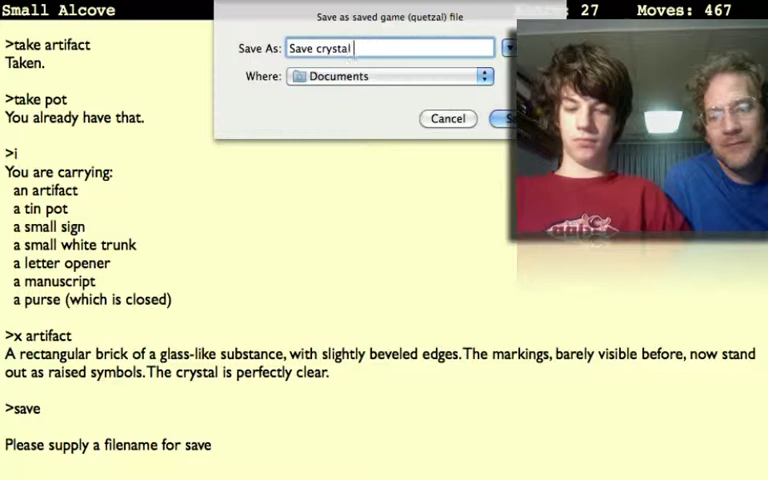 Small Alcove 27 Moves: 467
Save as saved game (quetzal) file
>take artifact
Save As: Save crystal
Taken.
Where: Documents
>take pot
You already have that.
Cancel
>i
You are carrying:
an artifact
a tin pot
a small sign
a small white trunk
a letter opener
a manuscript
a purse (which is closed)
>x artifact
A rectangular brick of a glass-like substance, with slightly beveled edges. The markings, barely visible before, now stand
out as raised symbols. The crystal is perfectly clear.
>save
Please supply a filename for save